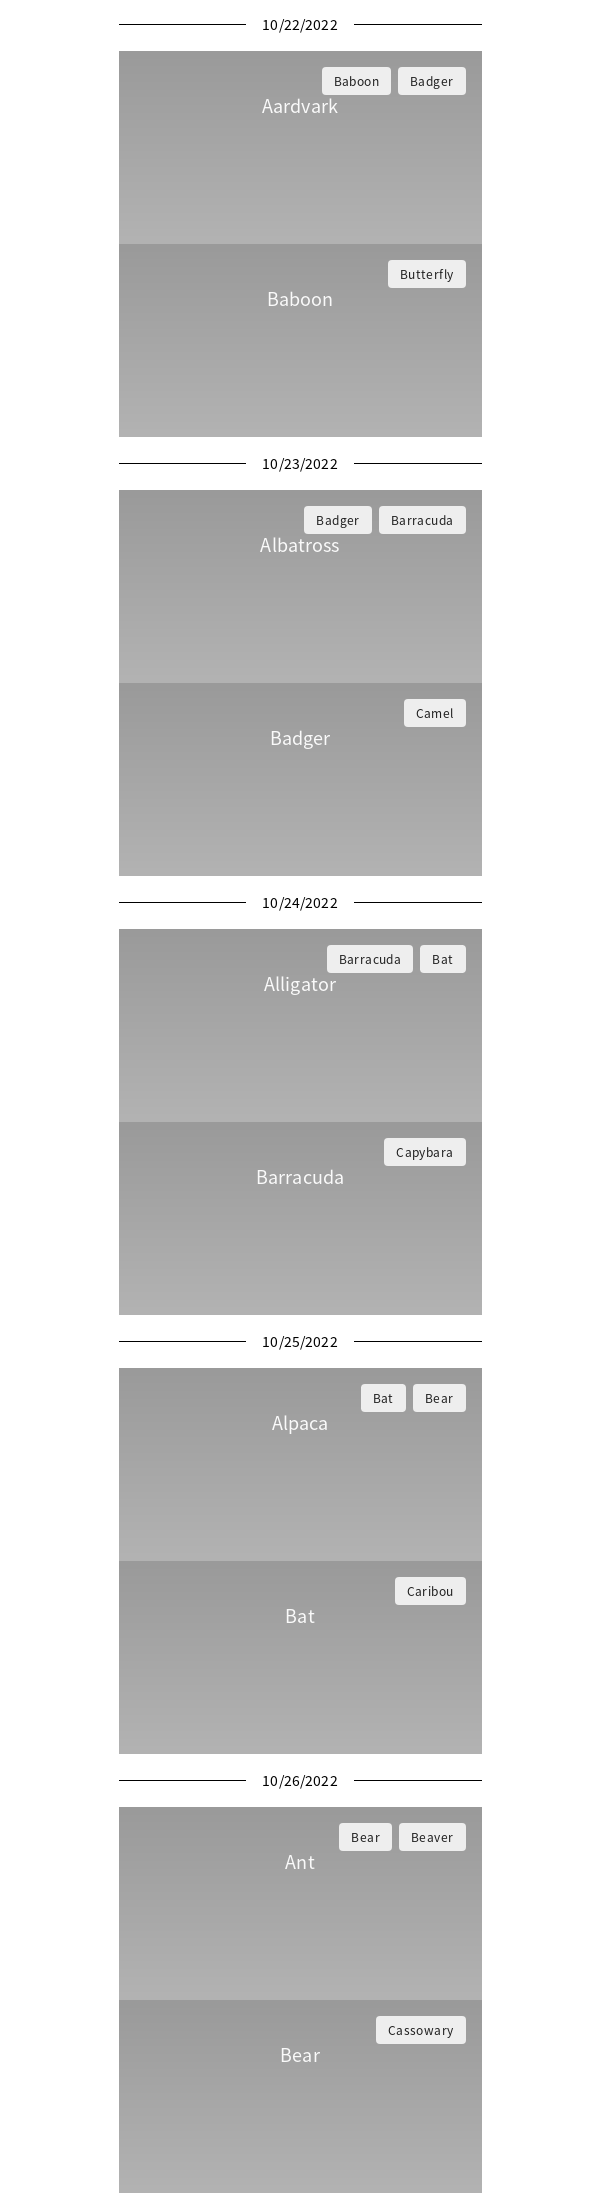 10/22/2022
Baboon Badger
Aardvark
Butterfly
Baboon
10/23/2022
Badger Barracuda
Albatross
Camel
Badger
10/24/2022
Barracuda Bat
Alligator
Capybara
Barracuda
10/25/2022
Bat Bear
Alpaca
Caribou
Bat
10/26/2022
Bear Beaver
Ant
Cassowary
Bear